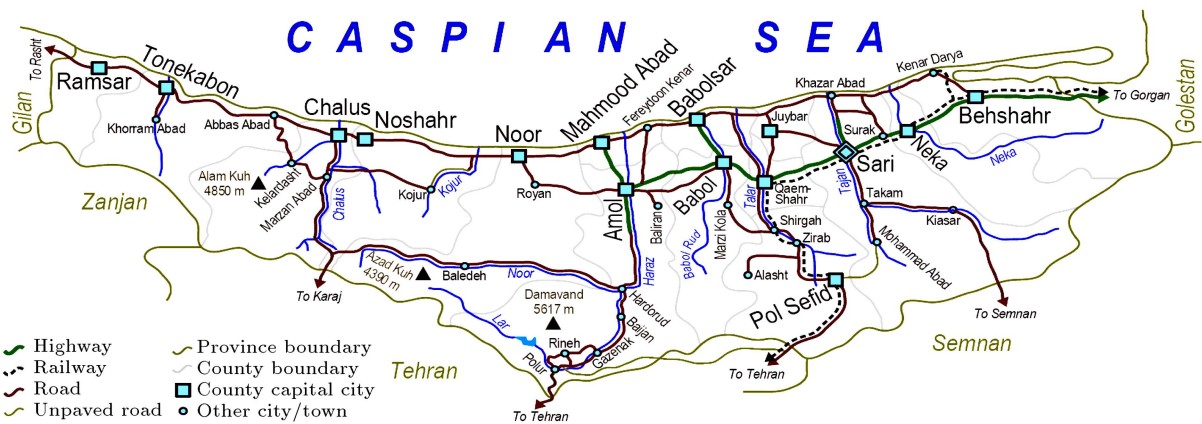 CASPIAN SEA
To Rasht
Ramsar
Tonekabon
Gilan
Khorram Abad
Abbas Abad
Chalus
Noshahr
Noor
Mahmood Abad
Fereydoon Kenar
Babolsar
Khazar Abad
Kenar Darya
To Gorgan
Golestan
Behshahr
Juybar
Surak
Neka
Neka
Sari
Alam Kuh
4850 m
Kelardasht
Marzan Abad
Chalus
Kojur
Kojur
Royan
Amol
Baliran
Babol
Talar
Qaem-
Shahr
Tajan
Takam
Kiasar
Zanjan
Shirgah
Zirab
Marzi Kola
Babol Rud
Mohammad Abad
Azad Kuh
4390 m
Baledeh
Noor
Haraz
Alasht
Pol Sefid
To Karaj
Damavand
5617 m
Hardorud
Baijan
To Semnan
Lar
Rineh
Gazenak
Polur
Semnan
Tehran
To Tehran
To Tehran
Highway
Railway
Road
Unpaved road
Province boundary
County boundary
County capital city
Other city/town